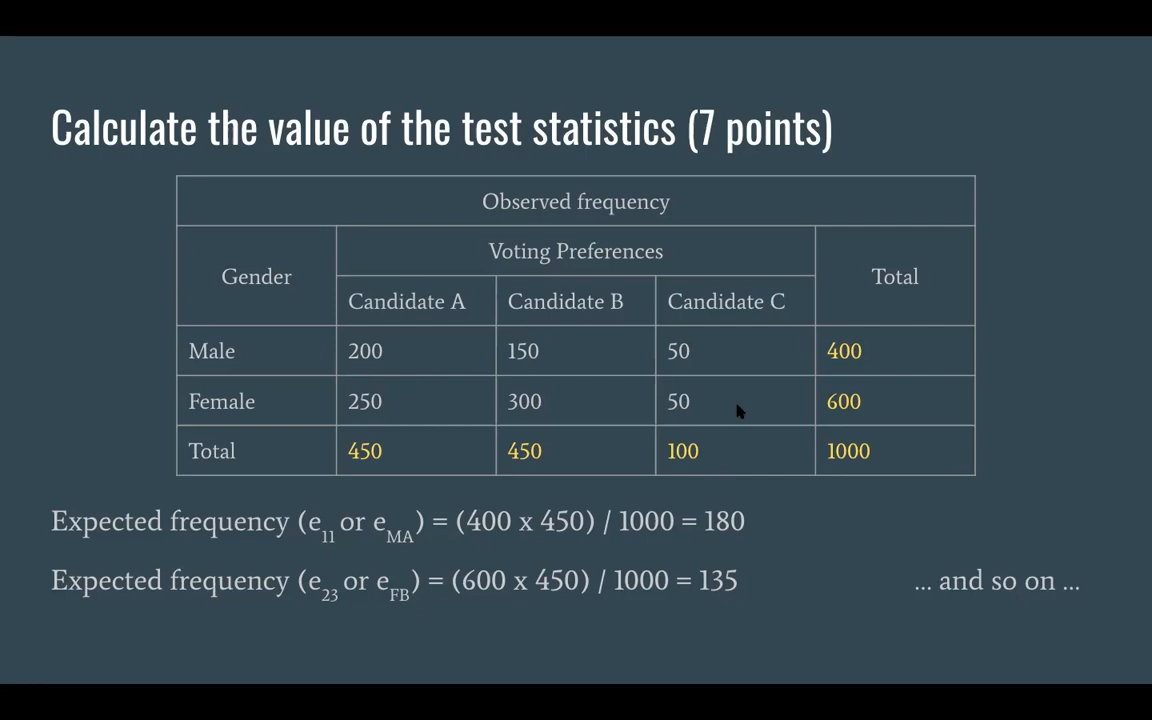 Calculate the value of the test statistics (7 points)
Observed frequency
Gender Voting Preferences Total
Candidate A Candidate B Candidate C
Male 200 150 50 400
Female 250 300 50 600
Total 450 450 100 1000
Expected frequency (e11 or eMA) = (400 x 450) / 1000 = 180
Expected frequency (e23 or eFB) = (600 x 450) / 1000 = 135 ... and so on ...